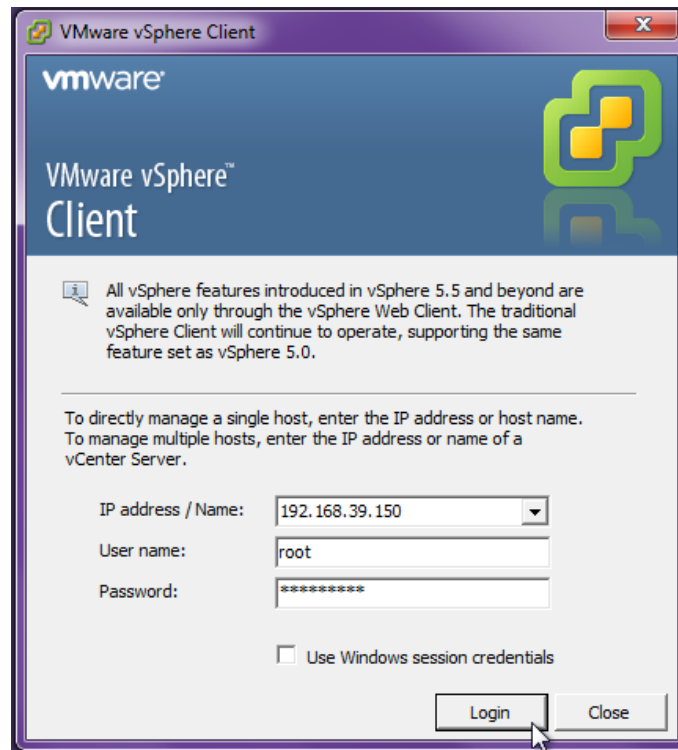 VMware vSphere Client
vmware
VMware vSphere™
Client
All vSphere features introduced in vSphere 5.5 and beyond are
available only through the vSphere Web Client. The traditional
vSphere Client will continue to operate, supporting the same
feature set as vSphere 5.0.
To directly manage a single host, enter the IP address or host name.
To manage multiple hosts, enter the IP address or name of a
vCenter Server.
IP address / Name: 192.168.39.150
User name: root
Password: *********
Use Windows session credentials
Login Close